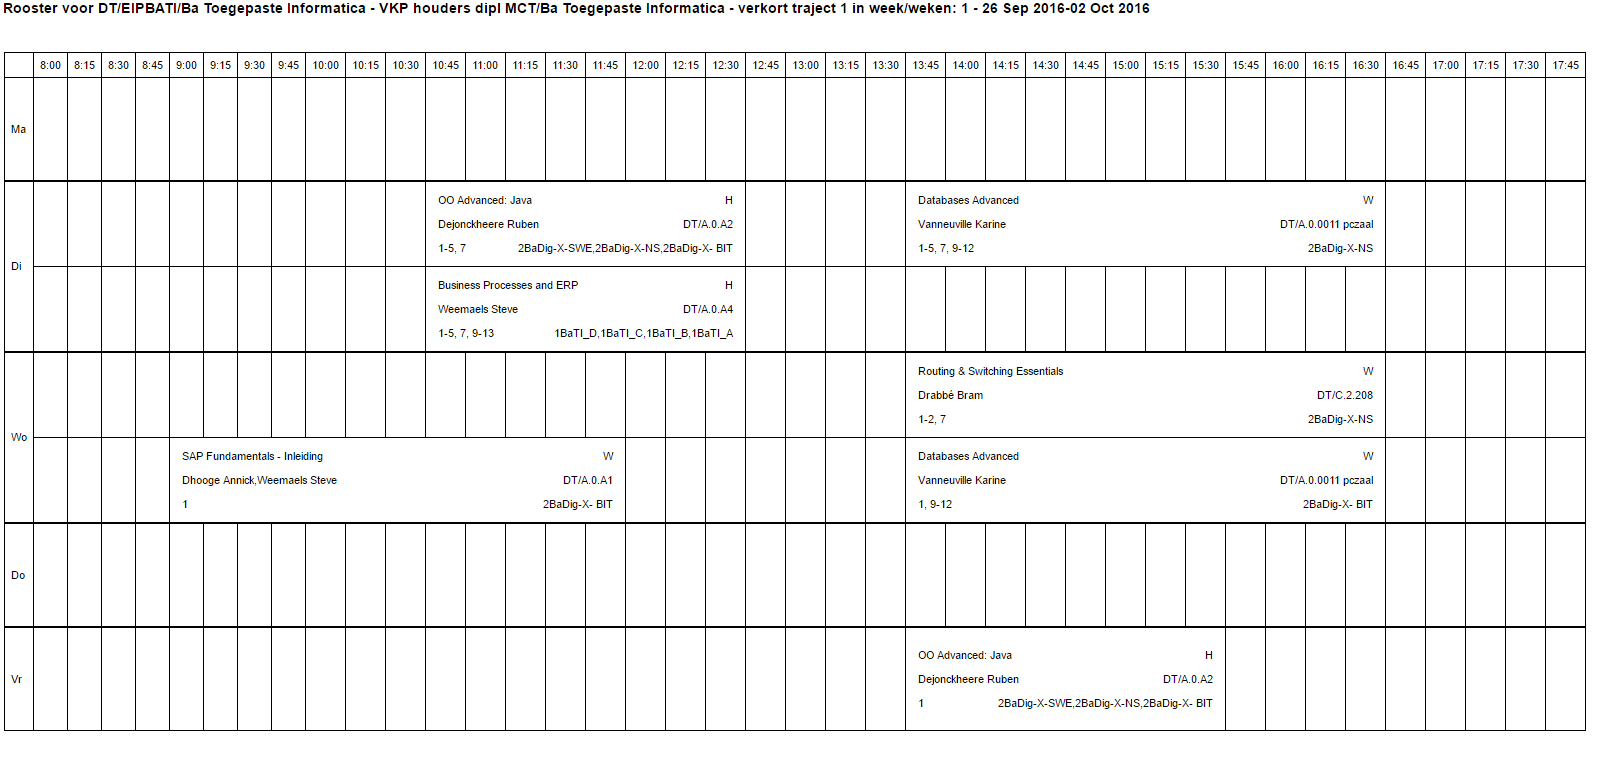 Rooster voor DT/EIPBATI/Ba Toegepaste Informatica - VKP houders dipl MCT/Ba Toegepaste Informatica - verkort traject 1 in week/weken: 1 - 26 Sep 2016-02 Oct 2016
8:00 8:15 8:30 8:45 9:00 9:15 9:30 9:45 10:00 10:15 10:30 10:45 11:00 11:15 11:30 11:45 12:00 12:15 12:30 12:45 13:00 13:15 13:30 13:45 14:00 14:15 14:30 14:45 15:00 15:15 15:30 15:45 16:00 16:15 16:30 16:45 17:00 17:15 17:30 17:45
Ma
Di
OO Advanced: Java H
Dejonckheere Ruben DT/A.0.A2
1-5, 7 2BaDig-X-SWE,2BaDig-X-NS,2BaDig-X- BIT
Databases Advanced W
Vanneuville Karine DT/A.0.0011 pczaal
1-5, 7, 9-12 2BaDig-X-NS
Business Processes and ERP H
Weemaels Steve DT/A.0.A4
1-5, 7, 9-13 1BaTI_D,1BaTI_C,1BaTI_B,1BaTI_A
Wo
Routing & Switching Essentials W
Drabbé Bram DT/C.2.208
1-2, 7 2BaDig-X-NS
SAP Fundamentals - Inleiding W
Dhooge Annick,Weemaels Steve DT/A.0.A1
1 2BaDig-X- BIT
Databases Advanced W
Vanneuville Karine DT/A.0.0011 pczaal
1, 9-12 2BaDig-X- BIT
Do
Vr
OO Advanced: Java H
Dejonckheere Ruben DT/A.0.A2
1 2BaDig-X-SWE,2BaDig-X-NS,2BaDig-X- BIT